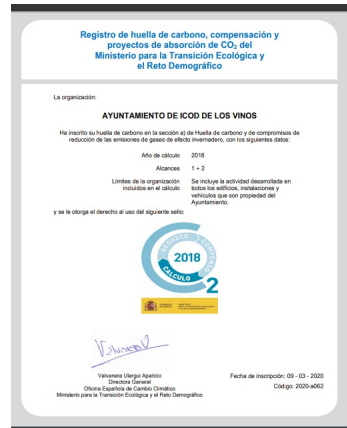 Registro de huella de carbono, compensación y
proyectos de absorción de CO₂ del
Ministerio para la Transición Ecológica y
el Reto Demográfico
La organización:
AYUNTAMIENTO DE ICOD DE LOS VINOS
Ha inscrito su huella de carbono en la sección a) de Huella de carbono y de compromisos de
reducción de las emisiones de gases de efecto invernadero, con los siguientes datos:
Año de cálculo 2018
Alcances 1 + 2
Límites de la organización incluidos en el cálculo
Se incluye la actividad desarrollada en
todos los edificios, instalaciones y
vehículos que son propiedad del
Ayuntamiento.
y se le otorga el derecho al uso del siguiente sello:
REDUZCO Y COMPENSO
2018
CALCULO
2
Valvanera Ulargui Aparicio
Directora General
Oficina Española de Cambio Climático
Ministerio para la Transición Ecológica y el Reto Demográfico
Fecha de inscripción: 09 - 03 - 2020
Código: 2020-a062